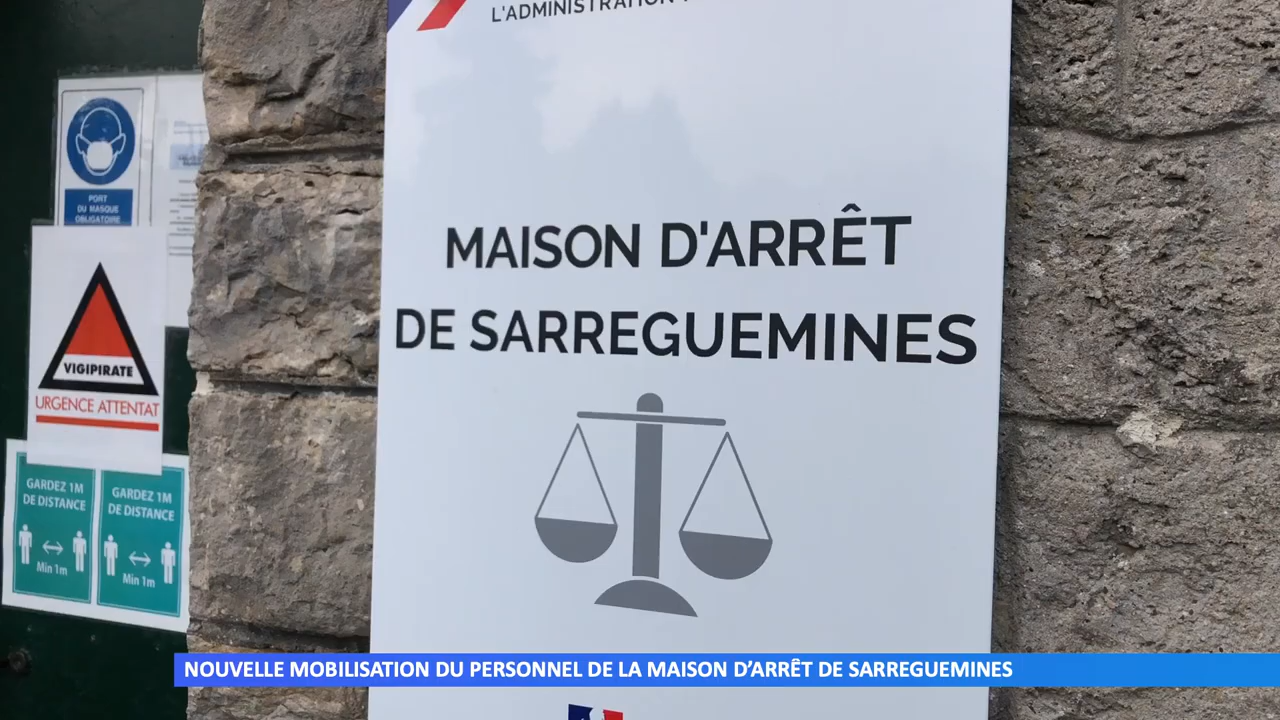 L'ADMINISTRATION
PORT
DU MASQUE
OBLIGATOIRE
MAISON D'ARRÊT
DE SARREGUEMINES
VIGIPIRATE
URGENCE ATTENTAT
GARDEZ 1M
DE DISTANCE
Min 1m
GARDEZ 1M
DE DISTANCE
Min 1m
NOUVELLE MOBILISATION DU PERSONNEL DE LA MAISON D’ARRÊT DE SARREGUEMINES